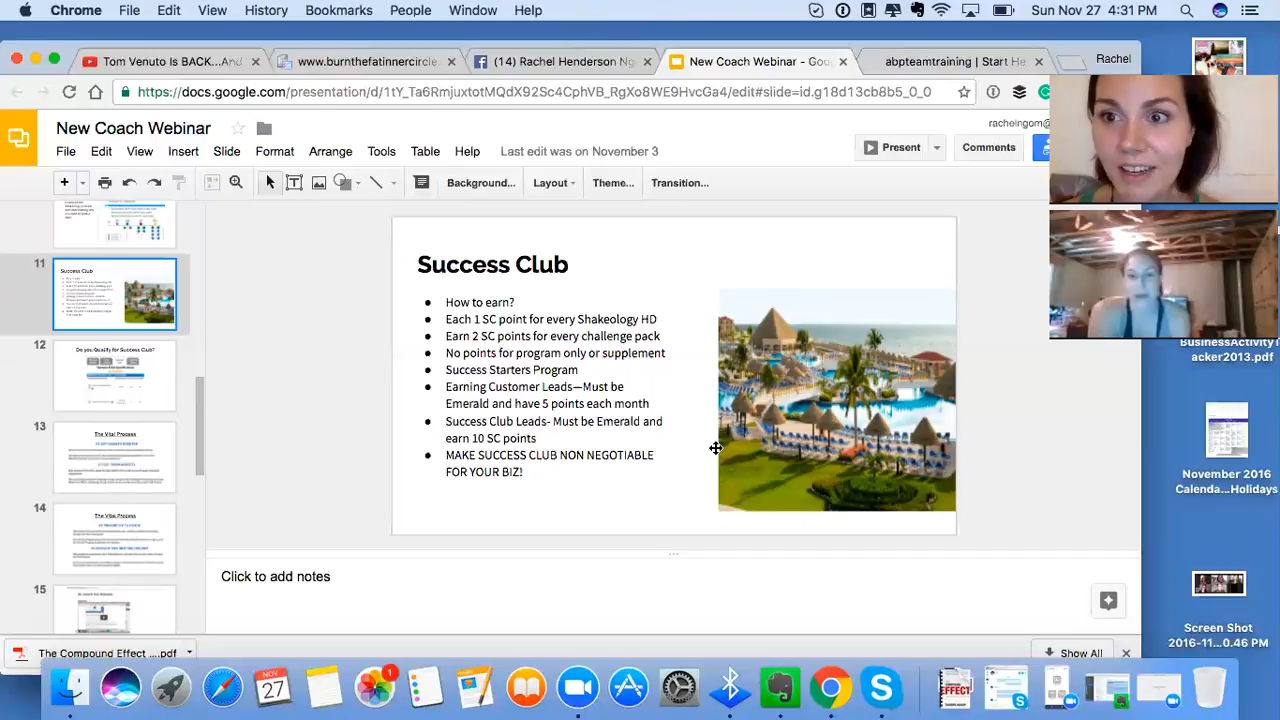 Chrome File Edit View History Bookmarks People Window Help Sun Nov 27 4:31 PM
Tom Venuto Is BACK...And www.burnthefatinnercircle Rachel Henderson Ng New Coach Webinar - Goo abpteamtraining | Start He Rachel
https://docs.google.com/presentation/d/1tY_Ta6RmjuxtotMQdX92Sc4CphVB_RgXo8WE9HvcGa4/edit#slide=id.g18d13cb8b5_0_0
racheingom@
New Coach Webinar
File Edit View Insert Slide Format Arrange Tools Table Help Last edit was on November 3
Present Comments
Background... Layout Theme... Transition...
11
Success Club
12
Do you Qualify for Success Club?
13
The Vital Process
14
The Vital Process
15
Success Club
How to earn?
● Each 1 SC point for every Shakeology HD
● Earn 2 SC points for every challenge pack
● No points for fitness only or supplement
● Success Starter Program
● Earning Customer Leads—Must be
Emerald and have 5 points each month
● Success Club Leads: Must be Emerald and
● MAKE SUCCESS CLUB NON NEGOTIABLE
FOR YOUR BIZ!
Click to add notes
BusinessActivityTr
acker2013.pdf
November 2016
Calenda...Holidays
Screen Shot
2016-11...0.46 PM
The Compound Effect ....pdf Show All
NOV
27
1
EFFECT